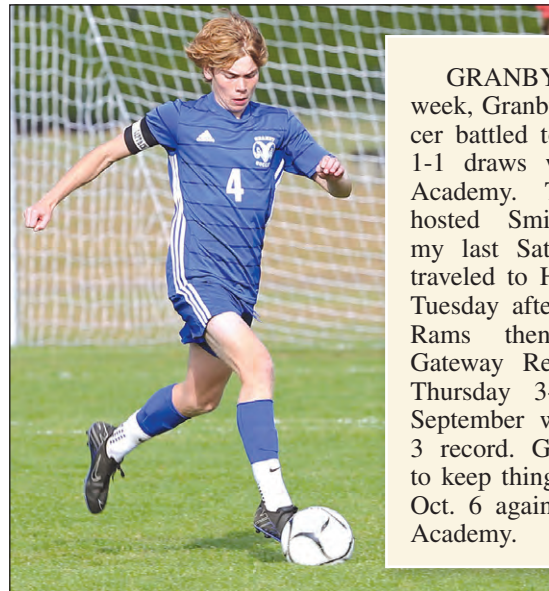 GRANBY
week, Granb
cer battled t
1-1 draws
Academy.
hosted Smi
my last Sat
traveled to H
Tuesday afte
Rams then
Gateway Re
Thursday 3-
September w
3 record. G
to keep thing
Oct. 6 again
Academy.
4